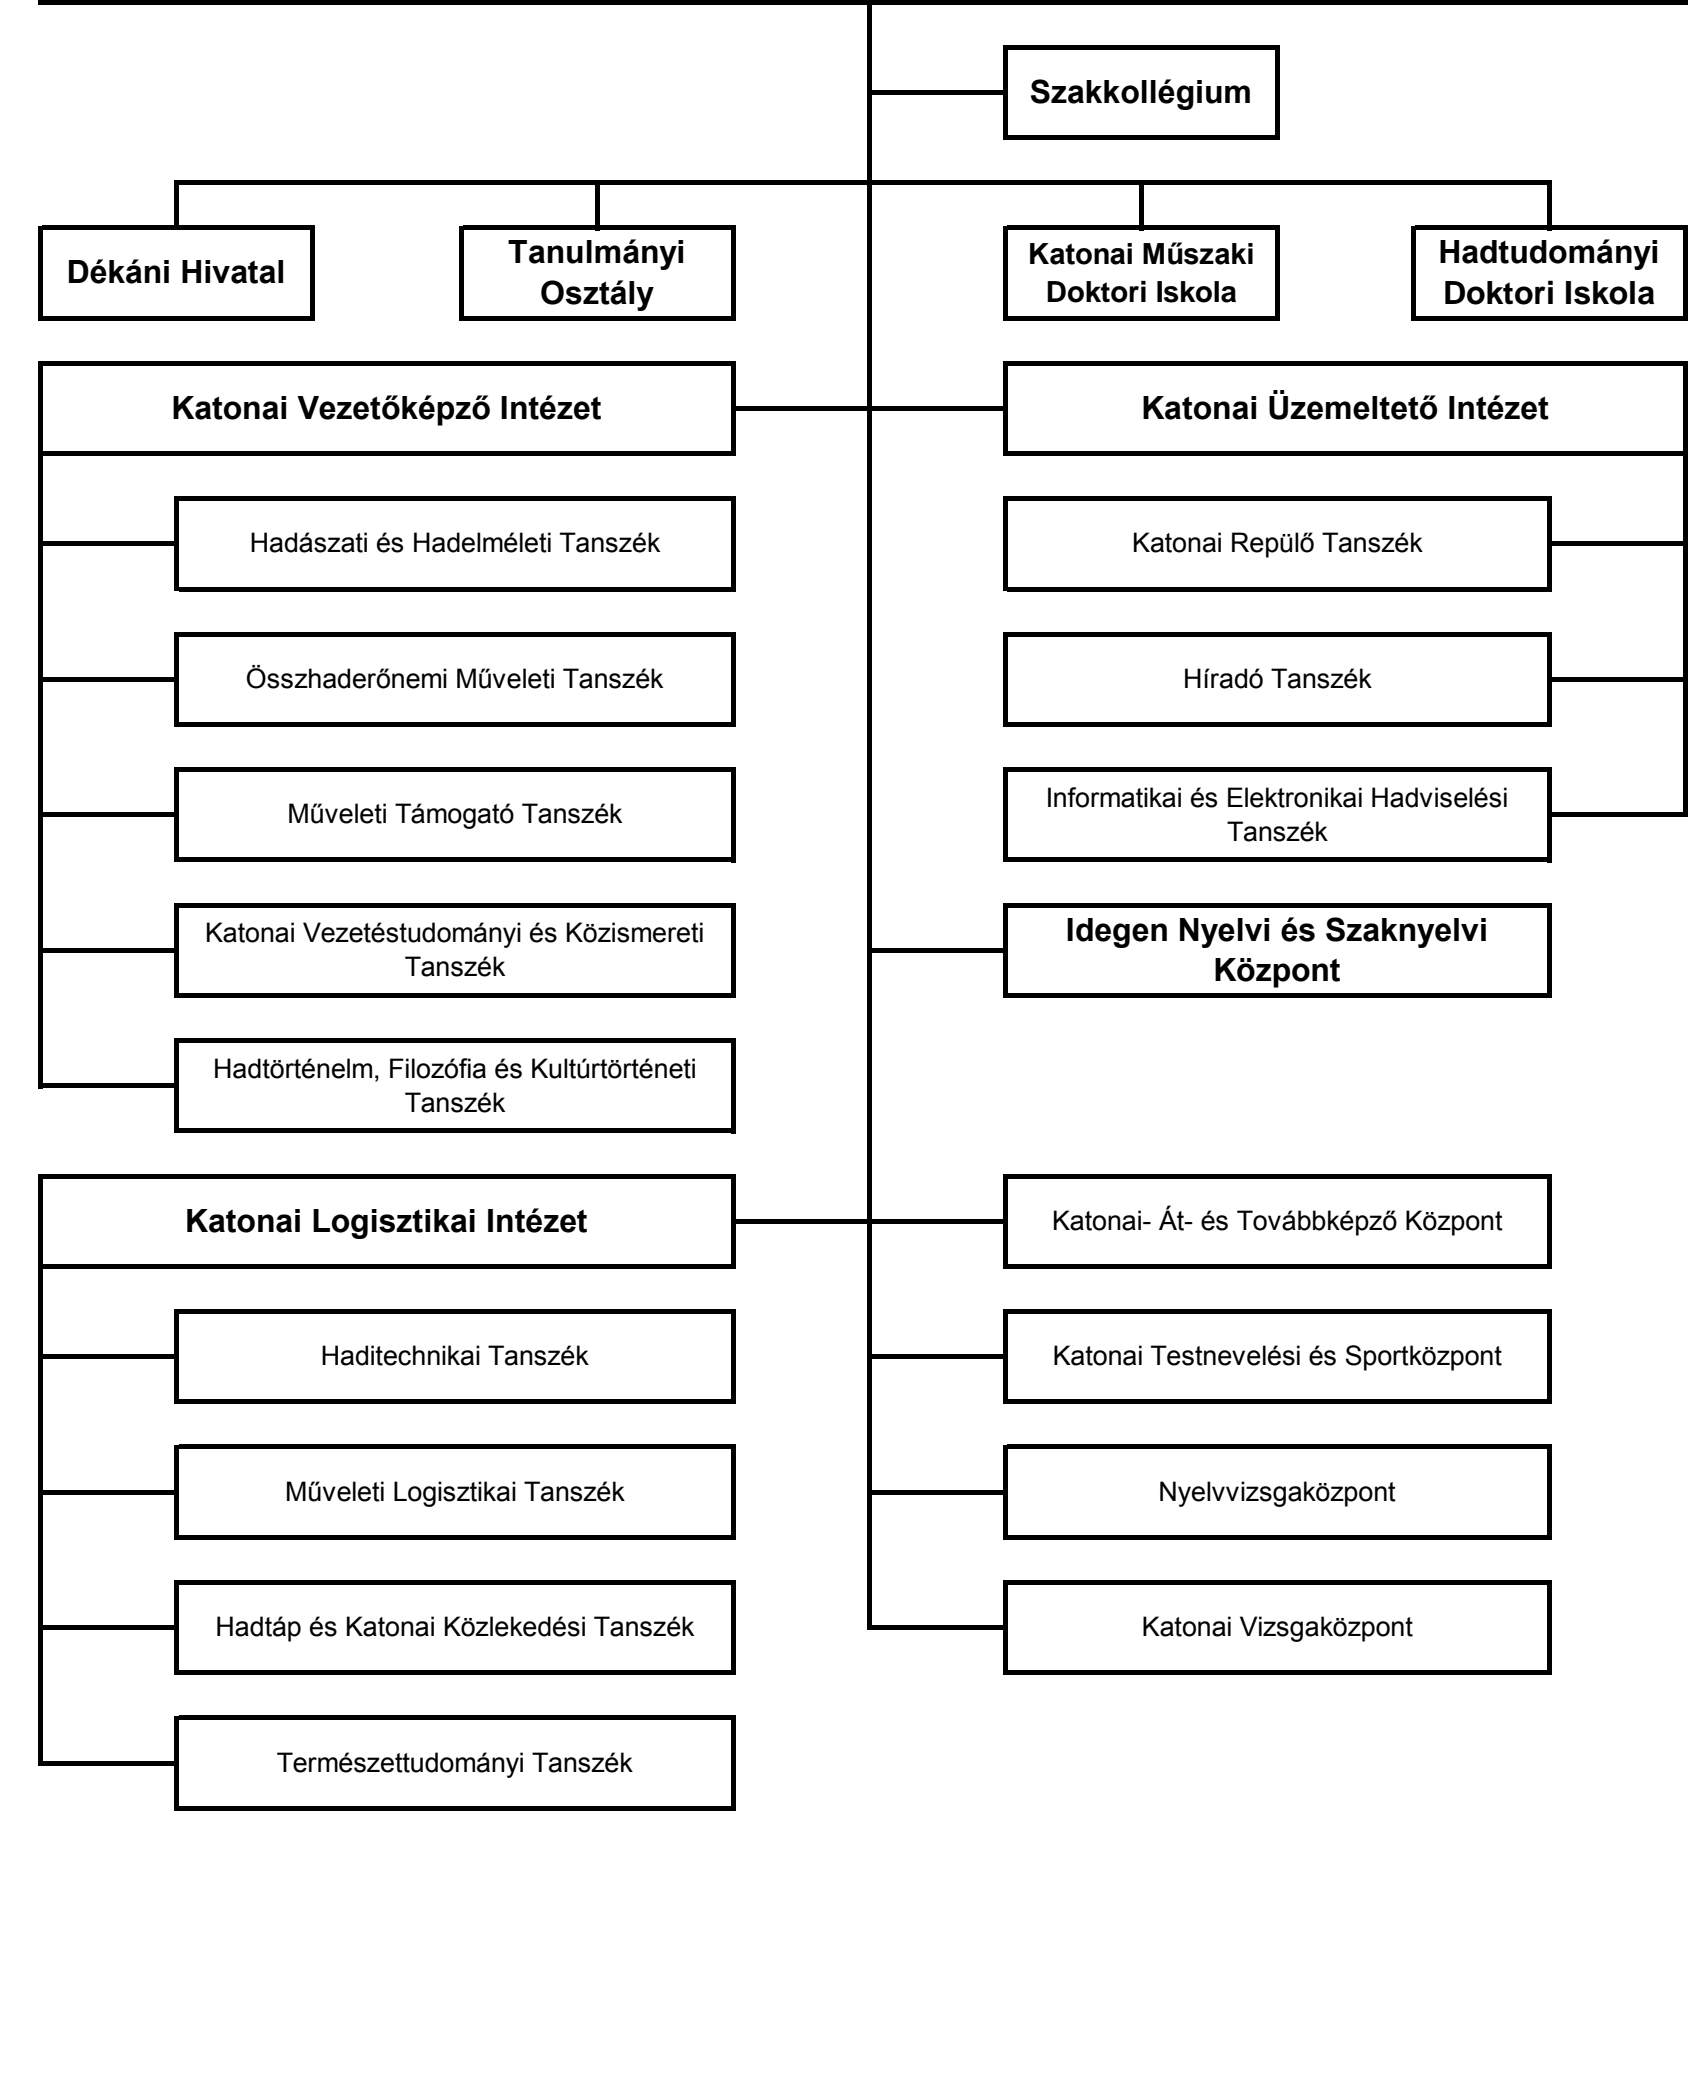 Szakkollégium
Dékáni Hivatal
Tanulmányi
Osztály
Katonai Műszaki
Doktori Iskola
Hadtudományi
Doktori Iskola
Katonai Vezetőképző Intézet
Katonai Üzemeltető Intézet
Hadászati és Hadelméleti Tanszék
Katonai Repülő Tanszék
Összhaderőnemi Műveleti Tanszék
Híradó Tanszék
Műveleti Támogató Tanszék
Informatikai és Elektronikai Hadviselési
Tanszék
Katonai Vezetéstudományi és Közismereti
Tanszék
Idegen Nyelvi és Szaknyelvi
Központ
Hadtörténelm, Filozófia és Kultúrtörténeti
Tanszék
Katonai Logisztikai Intézet
Katonai- Át- és Továbbképző Központ
Haditechnikai Tanszék
Katonai Testnevelési és Sportközpont
Műveleti Logisztikai Tanszék
Nyelvvizsgaközpont
Hadtáp és Katonai Közlekedési Tanszék
Katonai Vizsgaközpont
Természettudományi Tanszék